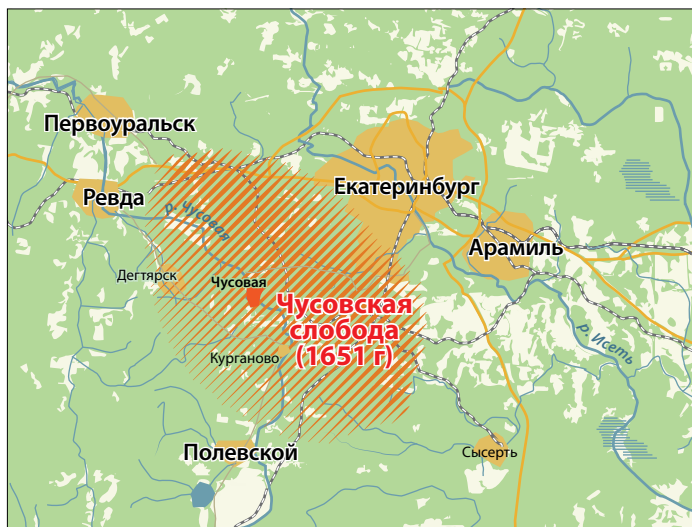 Первоуральск
Екатеринбург
Ревда
р. Чусовая
Арамиль
Дегтярск
Чусовая
Чусовская
слобода
(1651 г)
р. Исеть
Курганово
Полевской
Сысерть